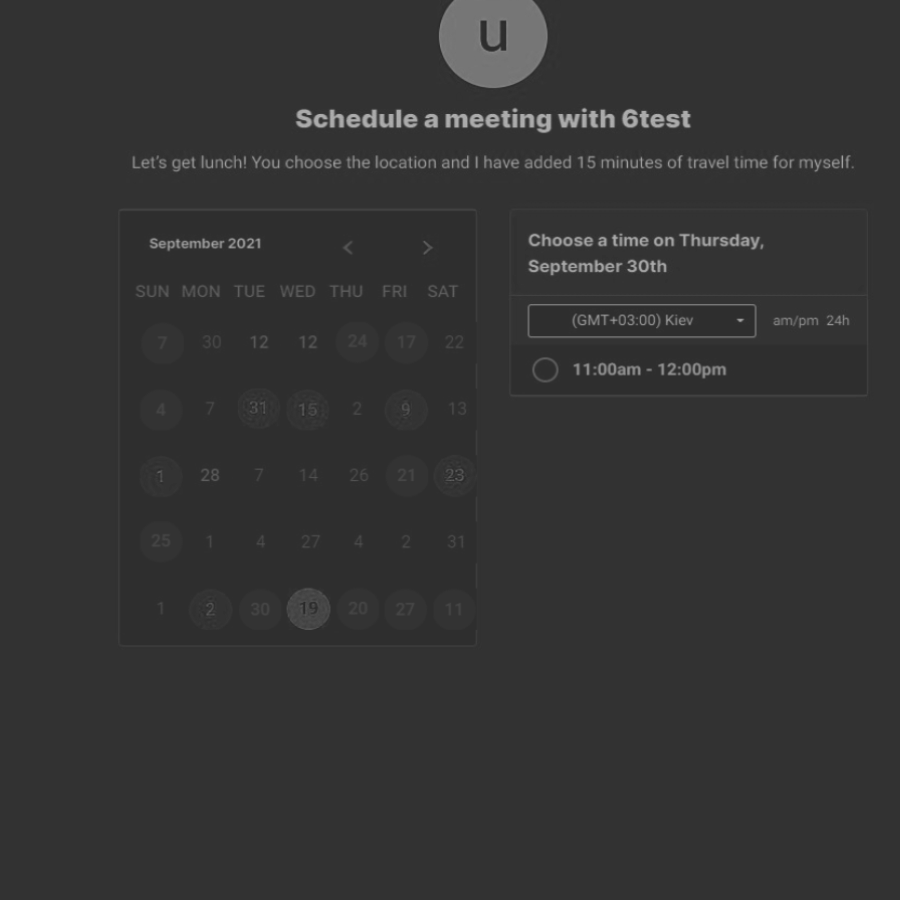 u
Schedule a meeting with 6test
Let's get lunch! You choose the location and I have added 15 minutes of travel time for myself.
September 2021
SUN MON TUE WED THU FRI SAT
7 30 12 12 24 17 22
4 7 31 15 2 9 13
1 28 7 14 26 21 23
25 1 4 27 4 2 31
1 2 30 19 20 27 11
Choose a time on Thursday,
September 30th
(GMT+03:00) Kiev am/pm 24h
11:00am - 12:00pm